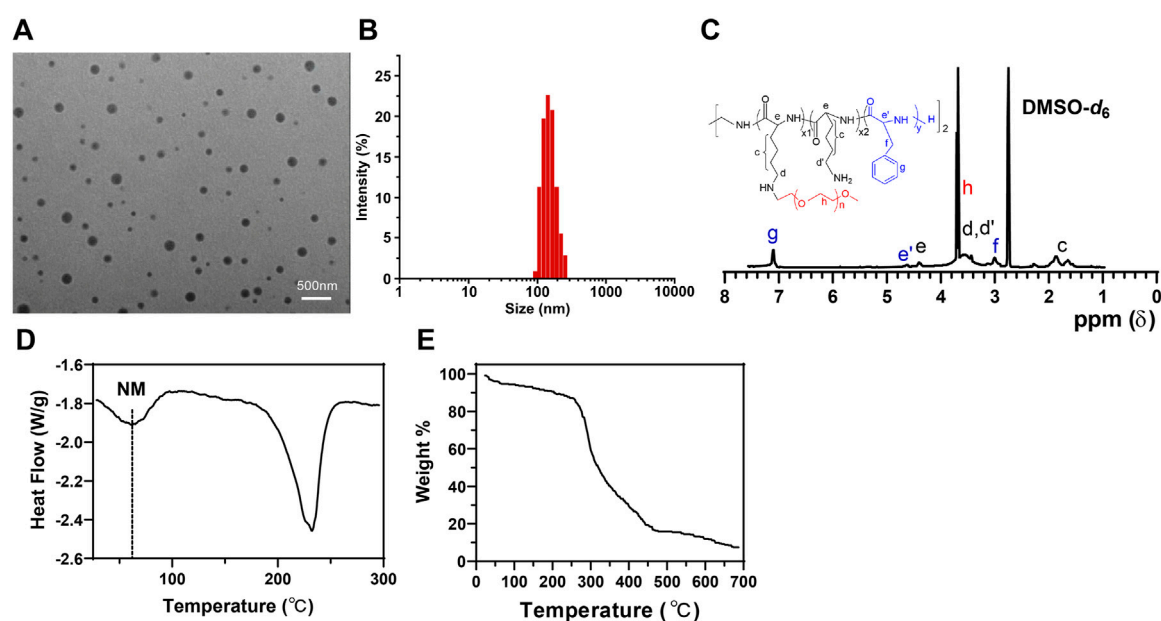 A
500nm
B
Intensity (%)
25
20
15
10
5
0
1
10
100
1000
10000
Size (nm)
C
DMSO-d6
O
e
NH
x1
O
e
NH
x2
O
e'
NH
y
H
2
NH
c
d
HN
O
h
n
O
c
d'
NH2
f
g
g
e'
e
h
d,d'
f
c
8
7
6
5
4
3
2
1
0
ppm (δ)
D
NM
Heat Flow (W/g)
-1.6
-1.8
-2.0
-2.2
-2.4
-2.6
100
200
300
Temperature (℃)
E
Weight %
100
80
60
40
20
0
0
100
200
300
400
500
600
700
Temperature (℃)